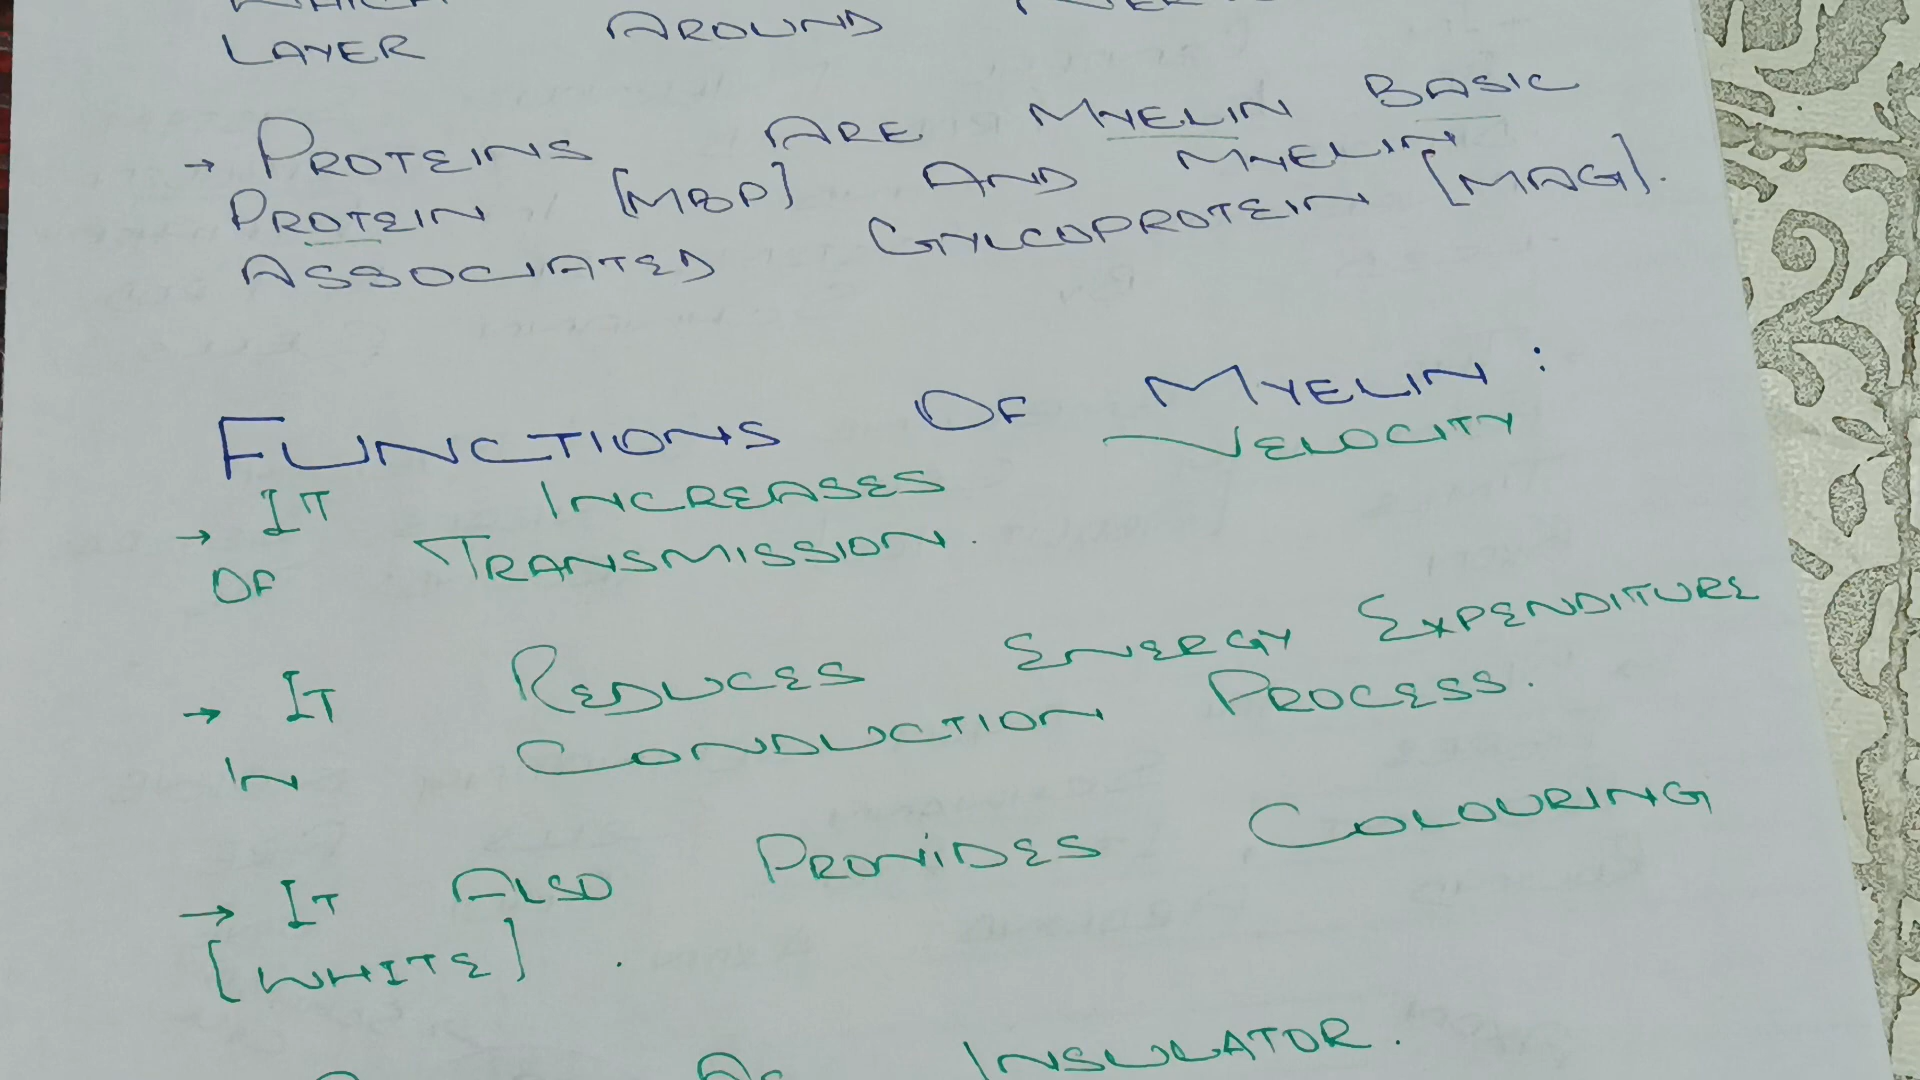 LAYER AROUND
→ PROTEINS ARE MYELIN BASIC
PROTEIN [MBP] AND MYELIN
ASSOCIATED GYLCOPROTEIN [MAG].
FUNCTIONS OF MYELIN :
→ IT INCREASES VELOCITY
OF TRANSMISSION.
→ IT REDUCES ENERGY EXPENDITURE
IN CONDUCTION PROCESS.
→ IT ALSO PROVIDES COLOURING
[WHITE] .
AS INSULATOR.